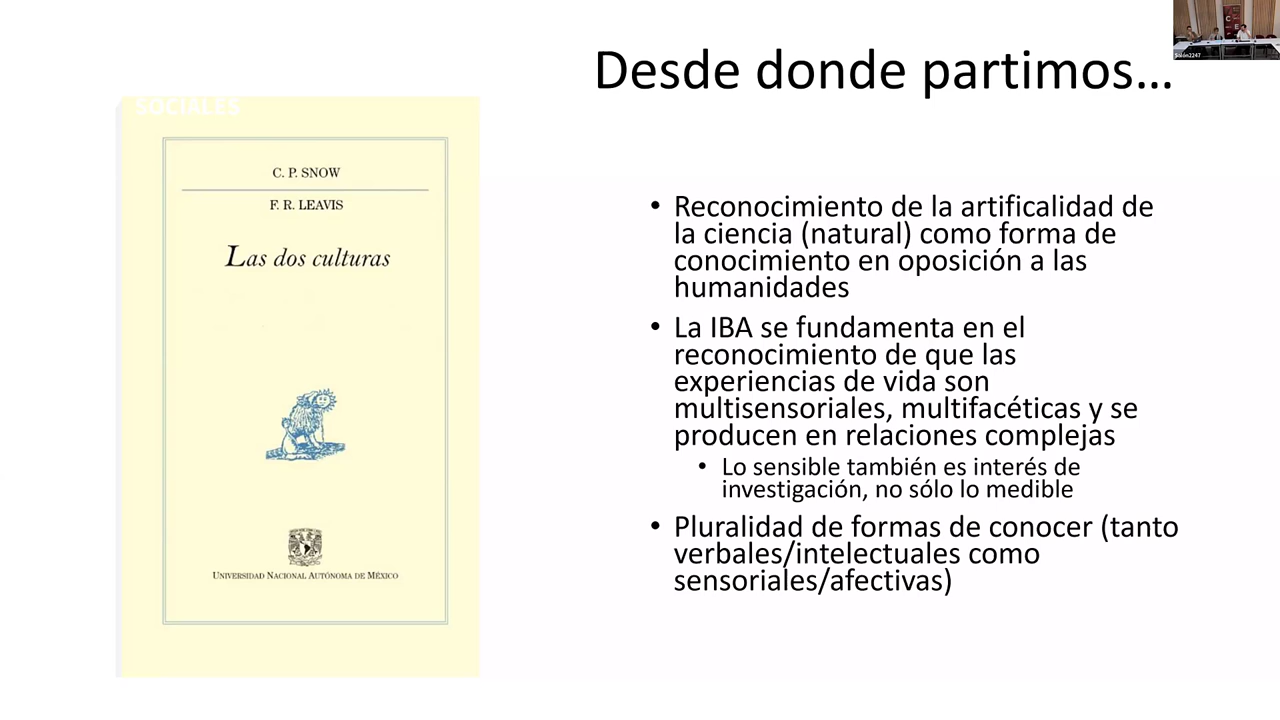 Desde donde partimos...
SOCIALES
C. P. SNOW
F. R. LEAVIS
Las dos culturas
UNIVERSIDAD NACIONAL AUTÓNOMA DE MÉXICO
• Reconocimiento de la artificalidad de
la ciencia (natural) como forma de
conocimiento en oposición a las
humanidades
• La IBA se fundamenta en el
reconocimiento de que las
experiencias de vida son
multisensoriales, multifacéticas y se
producen en relaciones complejas
• Lo sensible también es interés de
investigación, no sólo lo medible
• Pluralidad de formas de conocer (tanto
verbales/intelectuales como
sensoriales/afectivas)